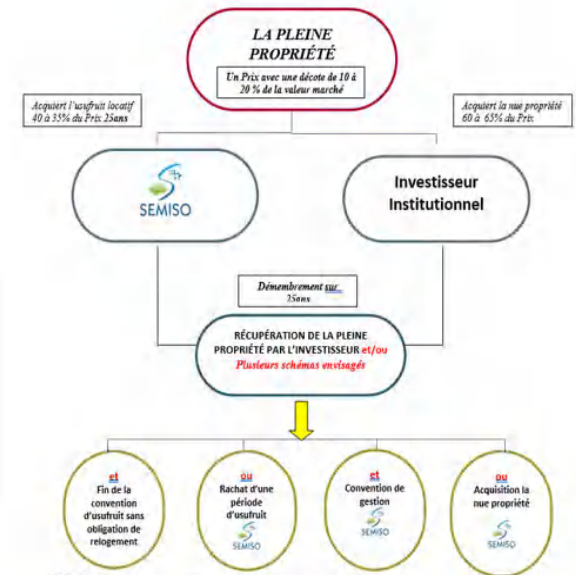 LA PLEINE
PROPRIÉTÉ
Un Prix avec une décote de 10 à
20 % de la valeur marché
Acquiert l'usufruit locatif
40 à 35% du Prix 25ans
Acquiert la nue propriété
60 à 65% du Prix
SEMISO
Investisseur
Institutionnel
Démembrement sur
25ans
RÉCUPÉRATION DE LA PLEINE
PROPRIÉTÉ PAR L'INVESTISSEUR et/ou
Plusieurs schémas envisagés
et
Fin de la
convention
d'usufruit sans
obligation de
relogement
ou
Rachat d'une
période
d'usufruit
SEMISO
et
Convention de
gestion
SEMISO
ou
Acquisition la
nue propriété
SEMISO